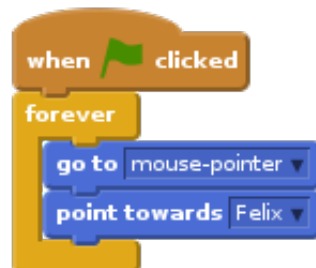 when clicked
forever
go to mouse-pointer
point towards Felix